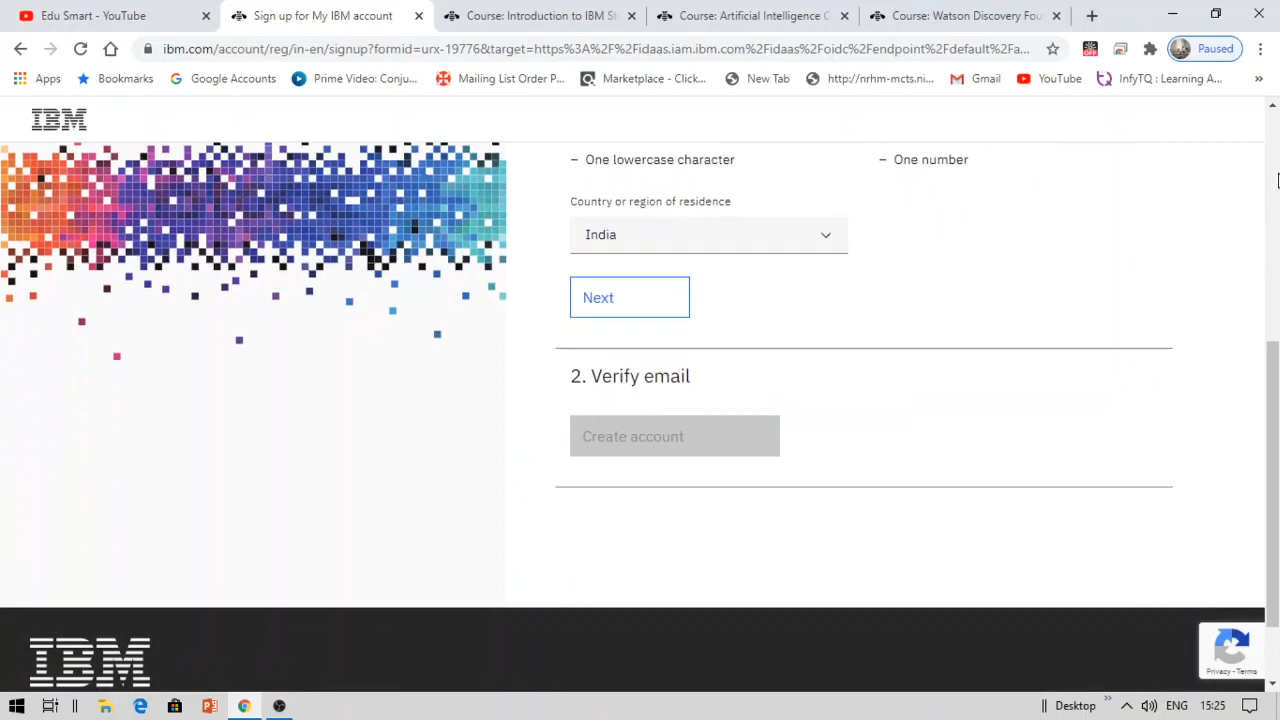 Edu Smart - YouTube
Sign up for My IBM account
Course: Introduction to IBM St
Course: Artificial Intelligence C
Course: Watson Discovery Fou
ibm.com/account/reg/in-en/signup?formid=urx-19776&target=https%3A%2F%2Fidaas.iam.ibm.com%2Fidaas%2Foidc%2Fendpoint%2Fdefault%2Fa...
OFF
Paused
Apps
Bookmarks
Google Accounts
Prime Video: Conju...
Mailing List Order P...
Marketplace - Click...
New Tab
http://nmm-mcts.ni...
Gmail
YouTube
InfyTQ : Learning A...
»
IBM
– One lowercase character
– One number
Country or region of residence
India
Next
2. Verify email
Create account
IBM
Privacy - Terms
Desktop
»
ENG
15:25